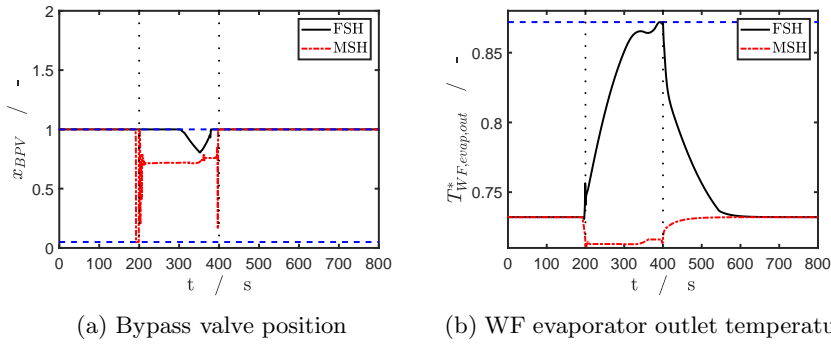 2
1.5
1
0.5
0
x_BPV / -
0 100 200 300 400 500 600 700 800
t / s
FSH
MSH
(a) Bypass valve position
0.85
0.8
0.75
T*_WF,evap,out / -
0 100 200 300 400 500 600 700 800
t / s
FSH
MSH
(b) WF evaporator outlet temperatu